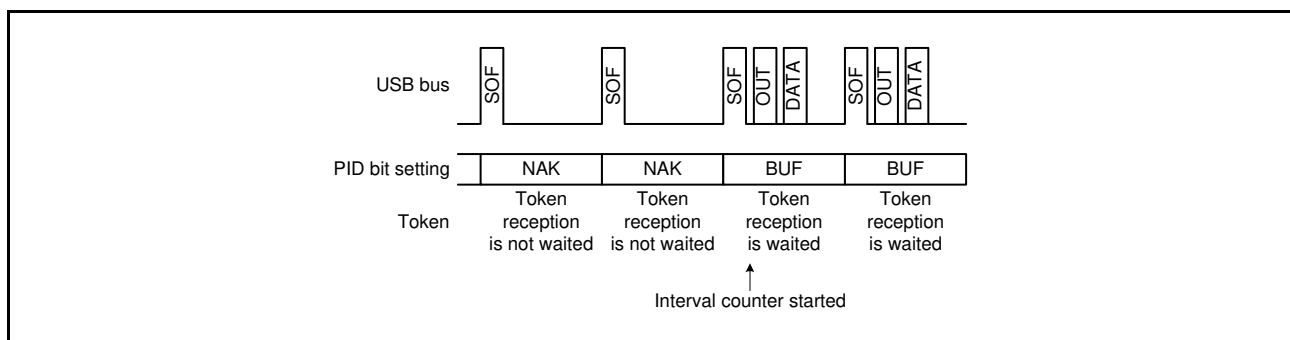 SOF SOF SOF OUT DATA SOF OUT DATA
USB bus
PID bit setting NAK NAK BUF BUF
Token Token Token Token
Token reception reception reception reception
is not waited is not waited is waited is waited
Interval counter started